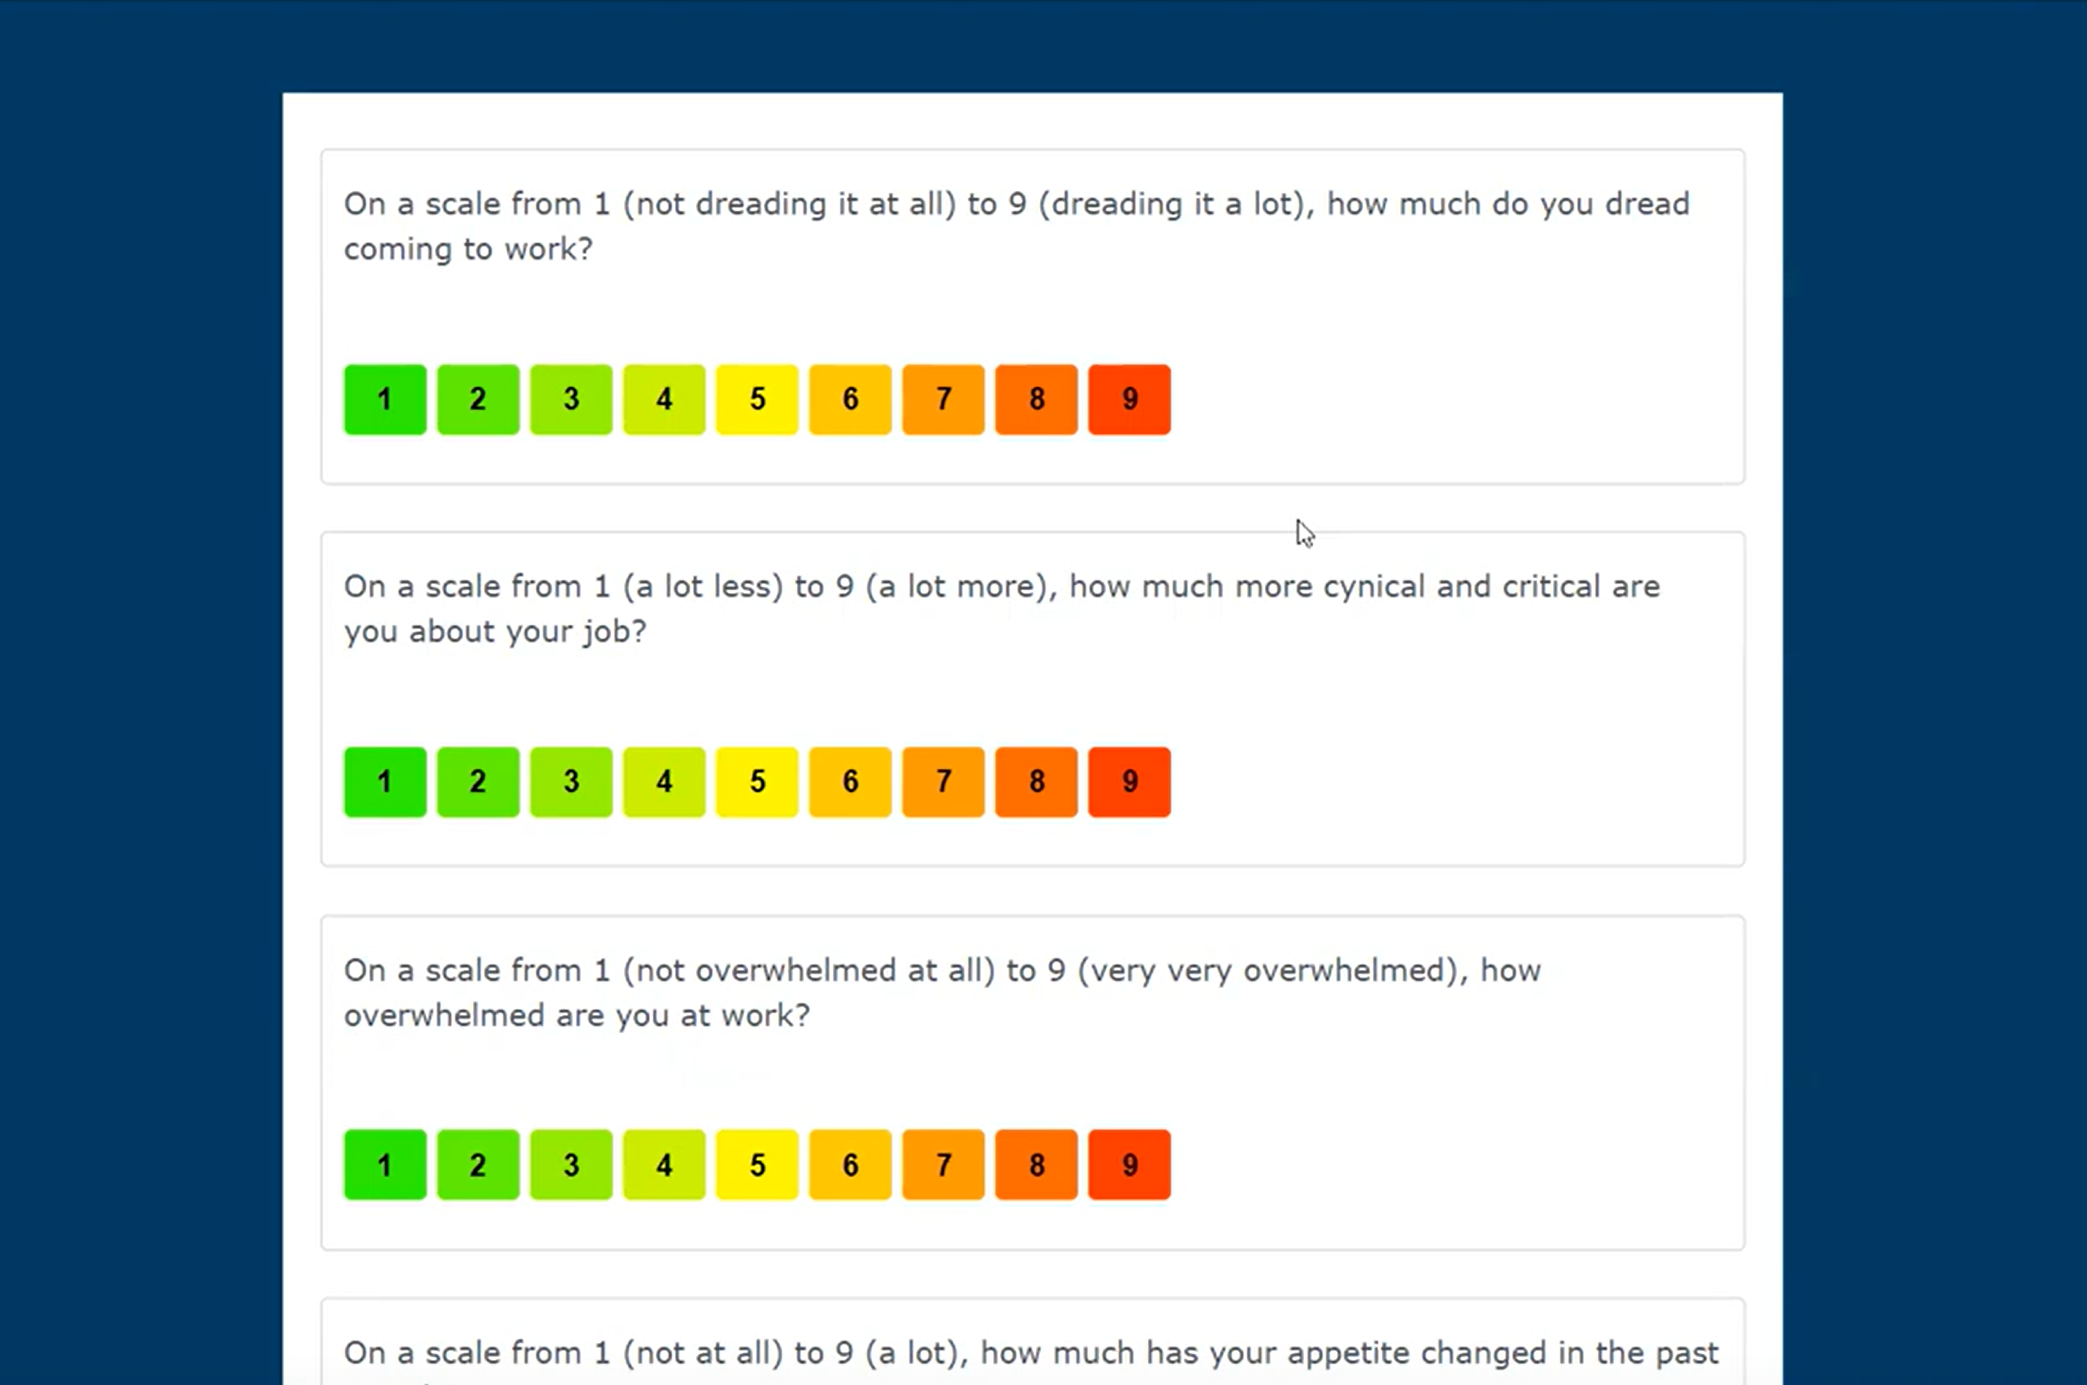 On a scale from 1 (not dreading it at all) to 9 (dreading it a lot), how much do you dread
coming to work?
1 2 3 4 5 6 7 8 9
On a scale from 1 (a lot less) to 9 (a lot more), how much more cynical and critical are
you about your job?
1 2 3 4 5 6 7 8 9
On a scale from 1 (not overwhelmed at all) to 9 (very very overwhelmed), how
overwhelmed are you at work?
1 2 3 4 5 6 7 8 9
On a scale from 1 (not at all) to 9 (a lot), how much has your appetite changed in the past